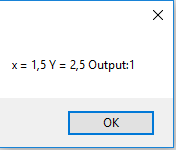 x = 1,5 Y = 2,5 Output:1
OK